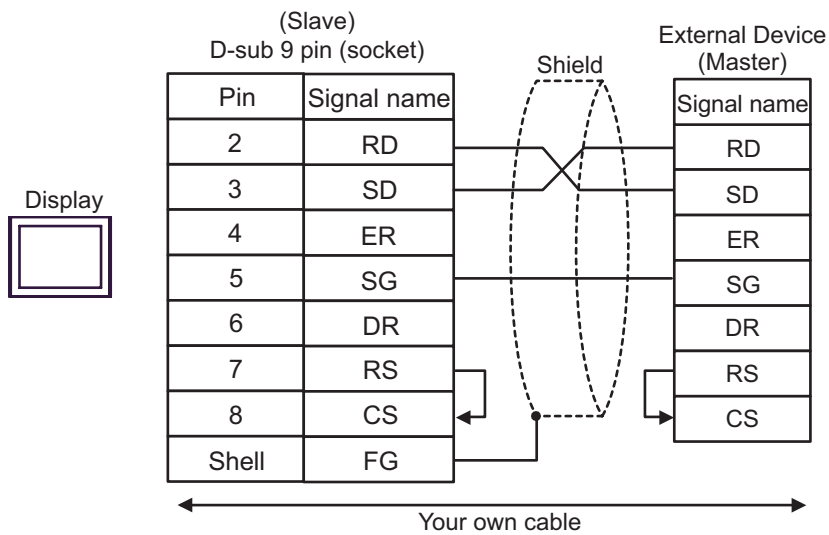 (Slave)
D-sub 9 pin (socket)
Shield
External Device
(Master)
Display
Pin Signal name
2 RD
3 SD
4 ER
5 SG
6 DR
7 RS
8 CS
Shell FG
Signal name
RD
SD
ER
SG
DR
RS
CS
Your own cable